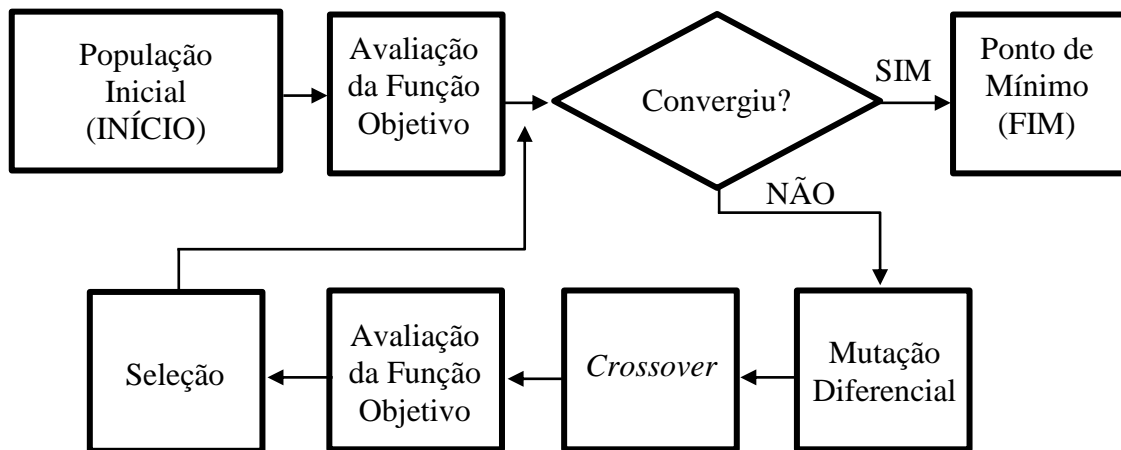 População
Inicial
(INÍCIO)
Avaliação
da Função
Objetivo
Convergiu?
SIM
Ponto de
Mínimo
(FIM)
NÃO
Mutação
Diferencial
Crossover
Avaliação
da Função
Objetivo
Seleção